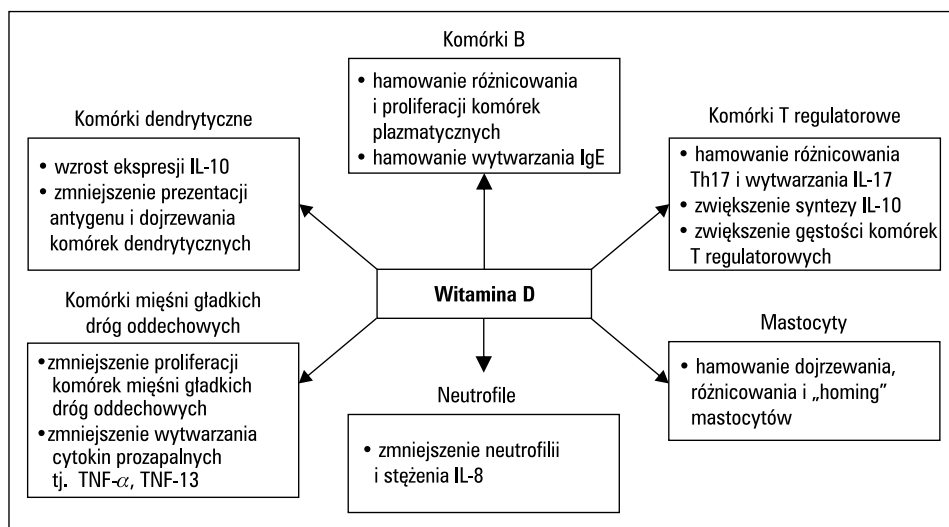 Komórki B
• hamowanie różnicowania
i proliferacji komórek
plazmatycznych
• hamowanie wytwarzania IgE
Komórki dendrytyczne
• wzrost ekspresji IL-10
• zmniejszenie prezentacji
antygenu i dojrzewania
komórek dendrytycznych
Komórki T regulatorowe
• hamowanie różnicowania
Th17 i wytwarzania IL-17
• zwiększenie syntezy IL-10
• zwiększenie gęstości komórek
T regulatorowych
Witamina D
Komórki mięśni gładkich
dróg oddechowych
• zmniejszenie proliferacji
komórek mięśni gładkich
dróg oddechowych
• zmniejszenie wytwarzania
cytokin prozapalnych
tj. TNF-α, TNF-13
Neutrofile
• zmniejszenie neutrofilii
i stężenia IL-8
Mastocyty
• hamowanie dojrzewania,
różnicowania i „homing”
mastocytów